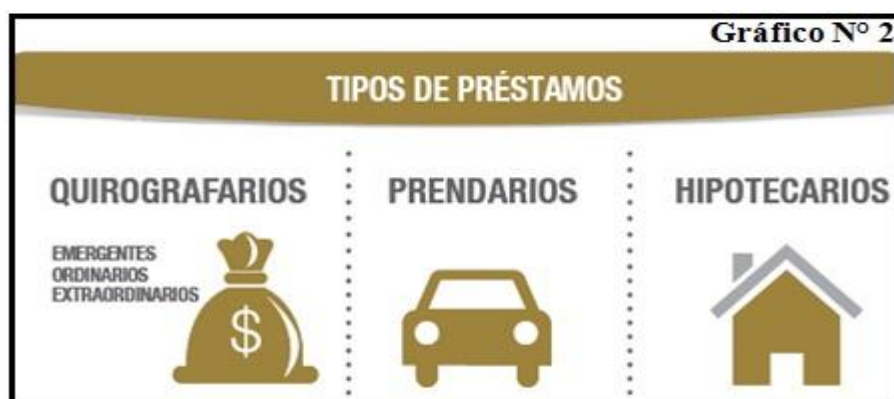 Gráfico N° 2
TIPOS DE PRÉSTAMOS
QUIROGRAFARIOS
EMERGENTES
ORDINARIOS
EXTRAORDINARIOS
$
PRENDARIOS
HIPOTECARIOS